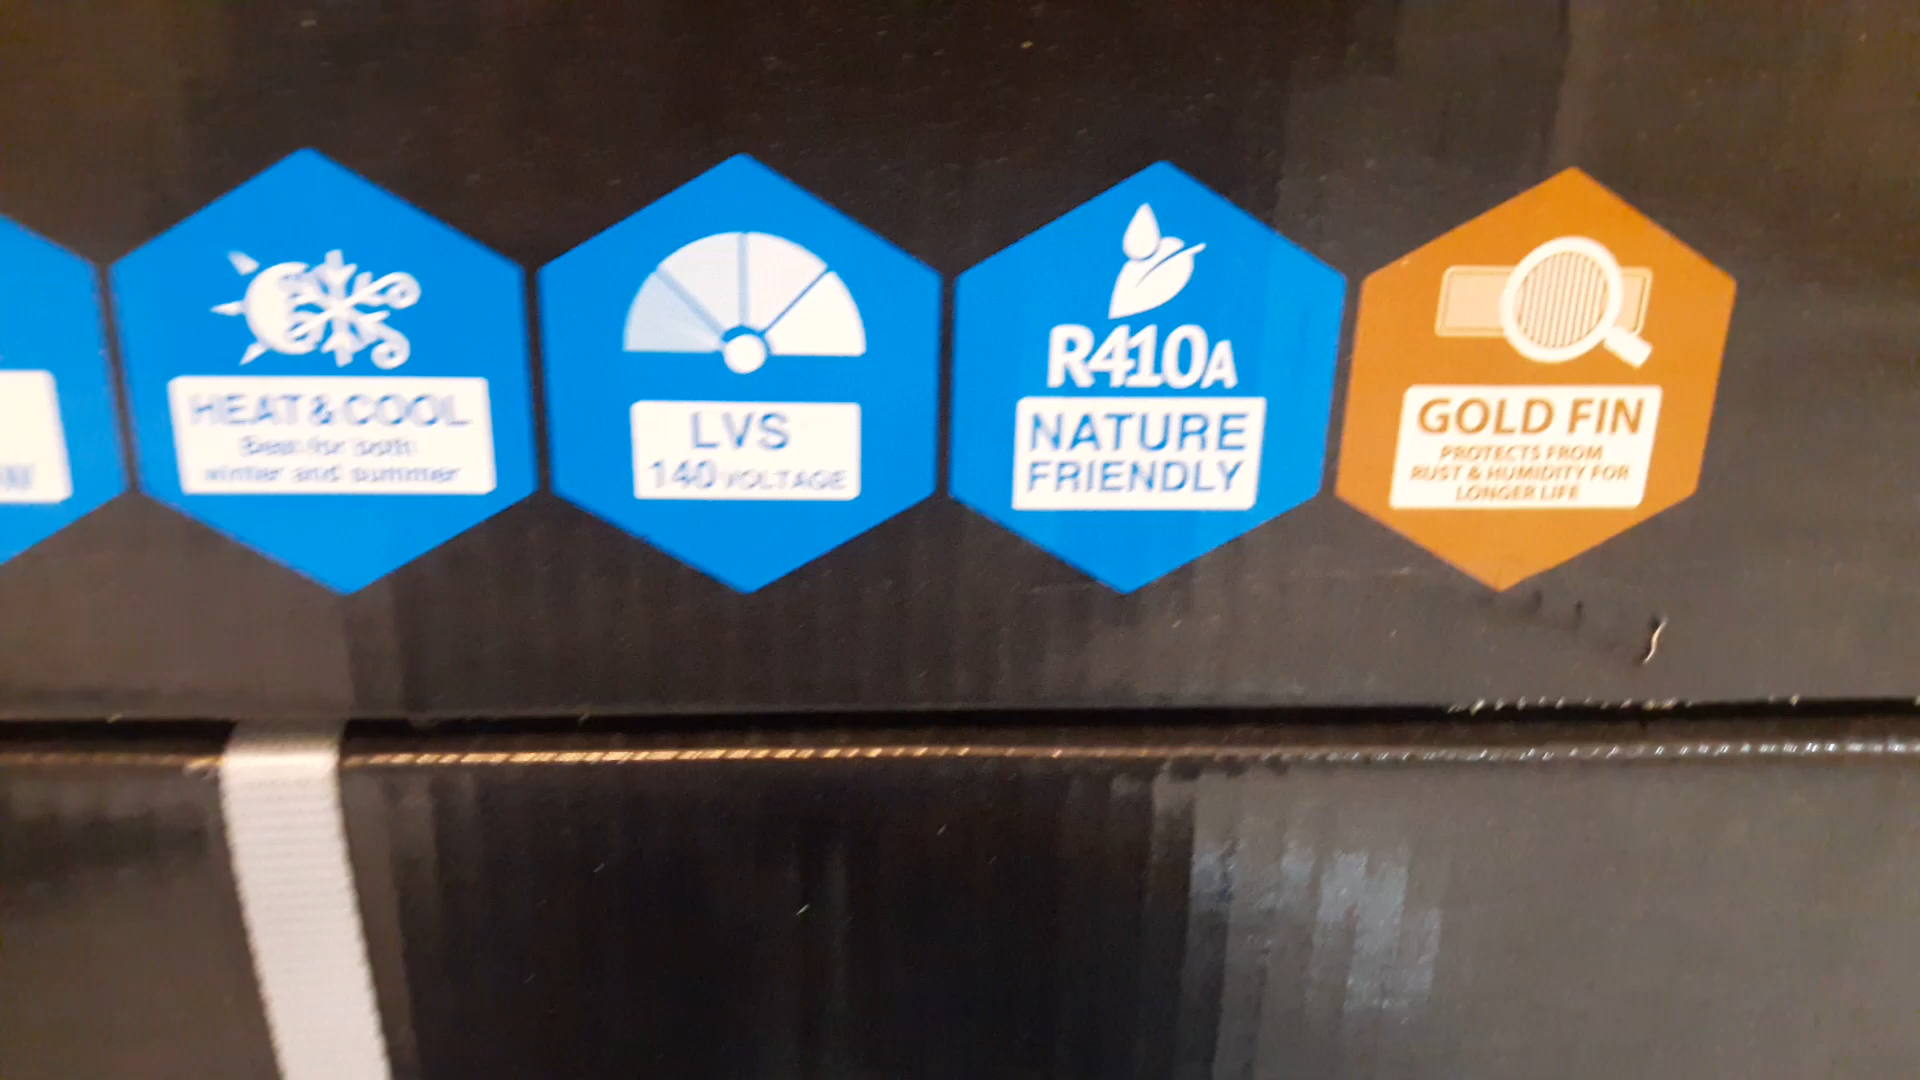 HEAT & COOL
Best for both
winter and summer
LVS
140 VOLTAGE
R410A
NATURE
FRIENDLY
GOLD FIN
PROTECTS FROM
RUST & HUMIDITY FOR
LONGER LIFE